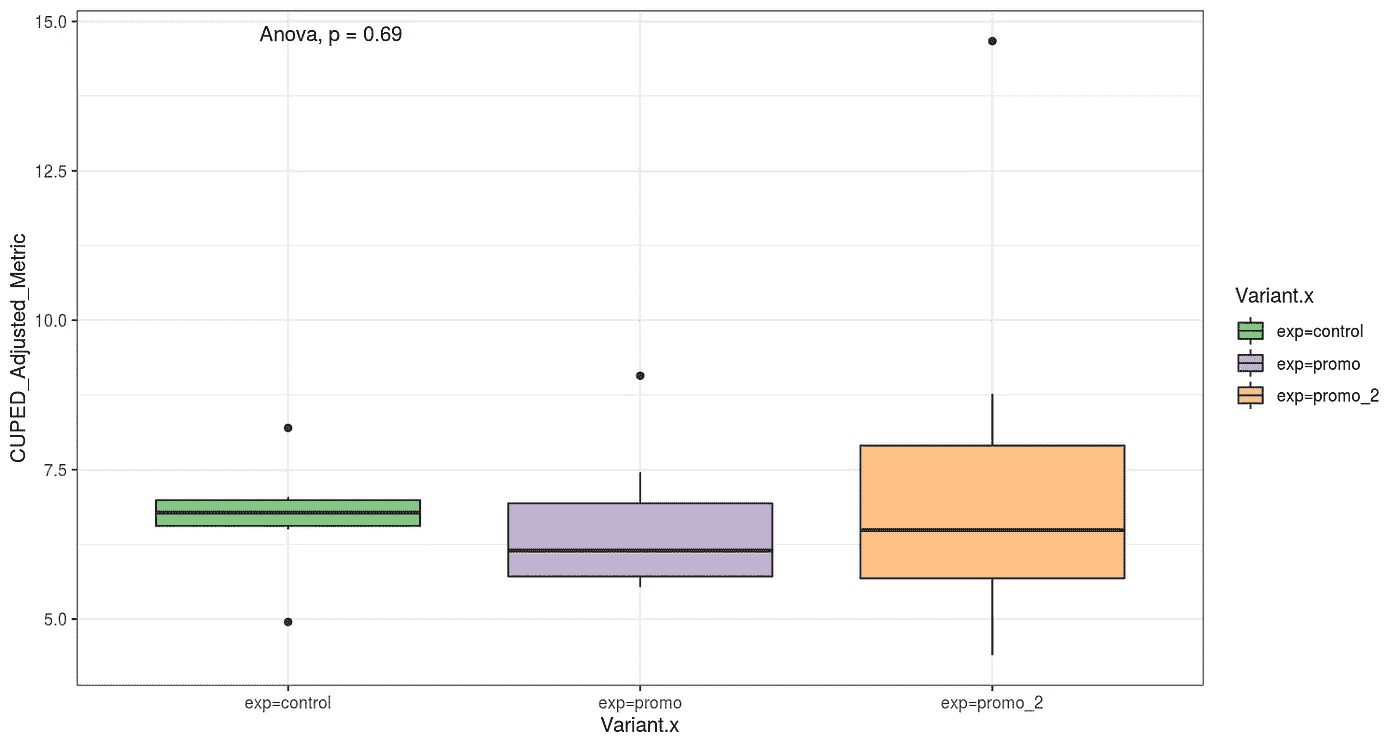 Anova, p = 0.69
CUPED_Adjusted_Metric
15.0
12.5
10.0
7.5
5.0
exp=control
exp=promo
exp=promo_2
Variant.x
Variant.x
exp=control
exp=promo
exp=promo_2